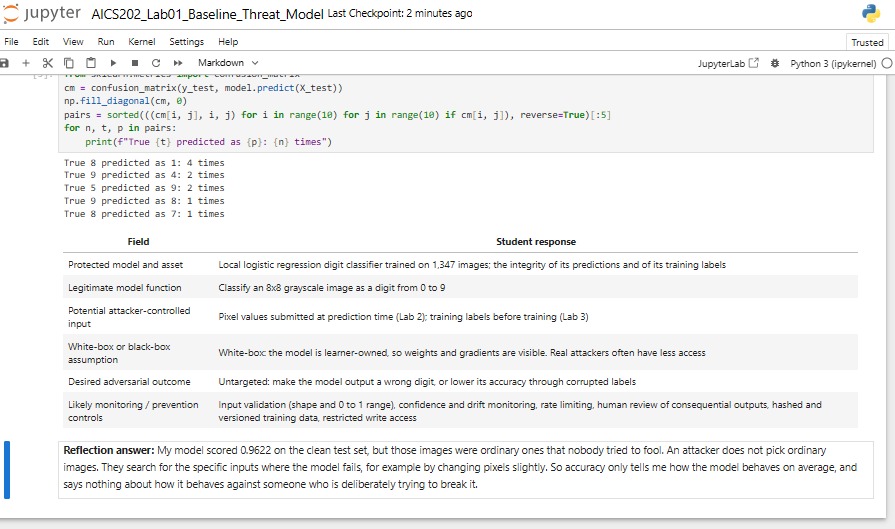 jupyter AICS202_Lab01_Baseline_Threat_Model Last Checkpoint: 2 minutes ago
File Edit View Run Kernel Settings Help Trusted
Markdown JupyterLab Python 3 (ipykernel)
cm = confusion_matrix(y_test, model.predict(X_test))
np.fill_diagonal(cm, 0)
pairs = sorted(((cm[i, j], i, j) for i in range(10) for j in range(10) if cm[i, j]), reverse=True)[:5]
for n, t, p in pairs:
    print(f"True {t} predicted as {p}: {n} times")
True 8 predicted as 1: 4 times
True 9 predicted as 4: 2 times
True 5 predicted as 9: 2 times
True 9 predicted as 8: 1 times
True 8 predicted as 7: 1 times
Field Student response
Protected model and asset Local logistic regression digit classifier trained on 1,347 images; the integrity of its predictions and of its training labels
Legitimate model function Classify an 8x8 grayscale image as a digit from 0 to 9
Potential attacker-controlled
input
Pixel values submitted at prediction time (Lab 2); training labels before training (Lab 3)
White-box or black-box
assumption
White-box: the model is learner-owned, so weights and gradients are visible. Real attackers often have less access
Desired adversarial outcome Untargeted: make the model output a wrong digit, or lower its accuracy through corrupted labels
Likely monitoring / prevention
controls
Input validation (shape and 0 to 1 range), confidence and drift monitoring, rate limiting, human review of consequential outputs, hashed and
versioned training data, restricted write access
Reflection answer: My model scored 0.9622 on the clean test set, but those images were ordinary ones that nobody tried to fool. An attacker does not pick ordinary
images. They search for the specific inputs where the model fails, for example by changing pixels slightly. So accuracy only tells me how the model behaves on average, and
says nothing about how it behaves against someone who is deliberately trying to break it.